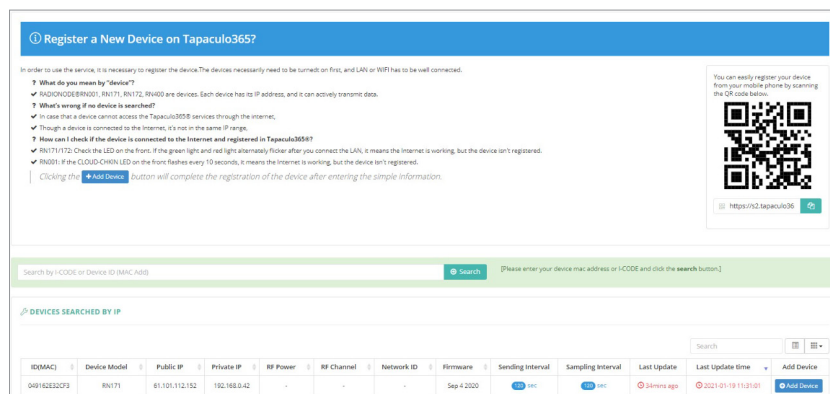 Register a New Device on Tapaculo365?
In order to use the service, it is necessary to register the device.The devices necessarily need to be turnedt on first, and LAN or WIFI has to be well connected.
? What do you mean by "device"?
✔ RADIONODE®RN001, RN171, RN172, RN400 are devices. Each device has its IP address, and it can actively transmit data.
? What's wrong if no device is searched?
✔ In case that a device cannot access the Tapaculo365® services through the internet,
✔ Though a device is connected to the Internet, it's not in the same IP range,
? How can I check if the device is connected to the Internet and registered in Tapaculo365®?
✔ RN171/172: Check the LED on the front. If the green light and red light alternately flicker after you connect the LAN, it means the Internet is working, but the device isn't registered.
✔ RN001: If the CLOUD-CHKIN LED on the front flashes every 10 seconds, it means the Internet is working, but the device isn't registered.
Clicking the +Add Device button will complete the registration of the device after entering the simple information.
You can easily register your device
from your mobile phone by scanning
the QR code below.
https://s2.tapaculo36
Search by I-CODE or Device ID (MAC Add)
Search
[Please enter your device mac address or I-CODE and click the search button.]
DEVICES SEARCHED BY IP
Search
ID(MAC) Device Model Public IP Private IP RF Power RF Channel Network ID Firmware Sending Interval Sampling Interval Last Update Last Update time Add Device
049162E32CF3 RN171 61.101.112.152 192.168.0.42 - - - Sep 4 2020 120 sec 120 sec 34mns ago 2021-01-19 11:31:01 Add Device